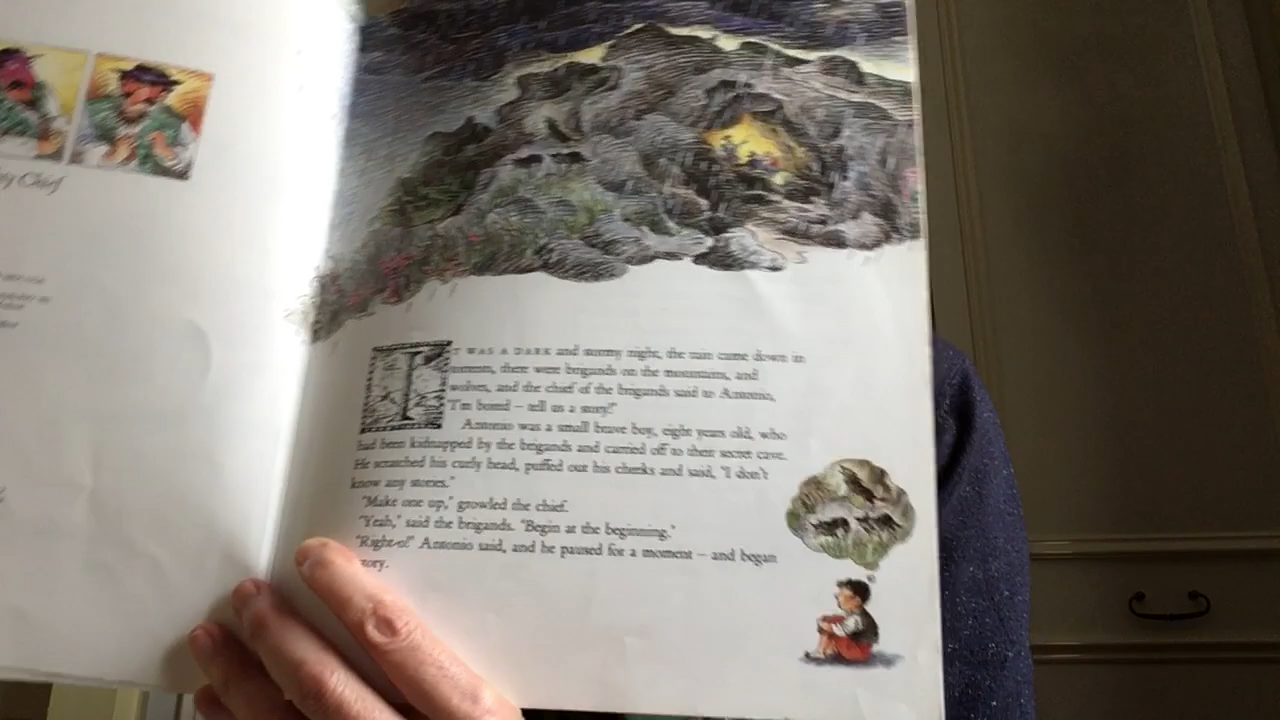 IT WAS A DARK and stormy night, the rain came down in
torrents, there were brigands on the mountains, and
wolves, and the chief of the brigands said to Antonio,
"I'm bored – tell us a story!"
Antonio was a small brave boy, eight years old, who
had been kidnapped by the brigands and carried off to their secret cave.
He scratched his curly head, puffed out his cheeks and said, "I don't
know any stories."
"Make one up," growled the chief.
"Yeah," said the brigands. "Begin at the beginning."
"Right-o!" Antonio said, and he paused for a moment – and began
story.
Chief